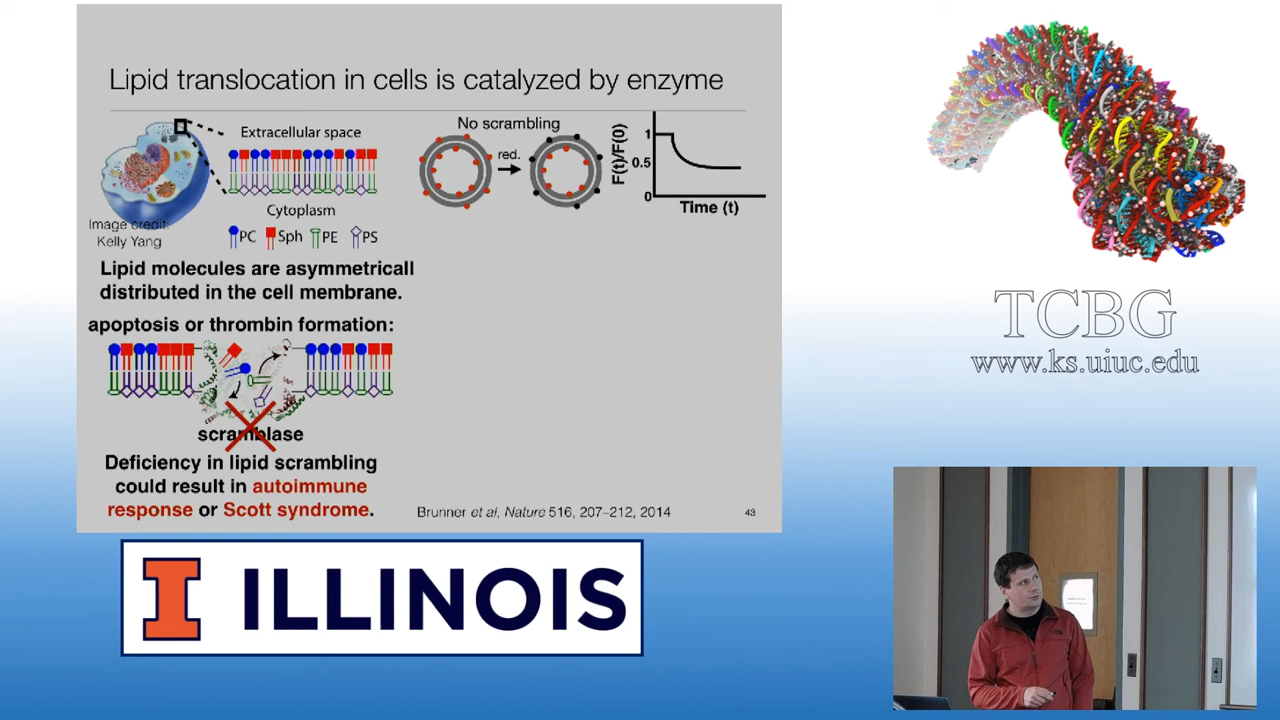 Lipid translocation in cells is catalyzed by enzyme
Extracellular space
Cytoplasm
Image credit:
Kelly Yang
PC Sph PE PS
Lipid molecules are asymmetricall
distributed in the cell membrane.
apoptosis or thrombin formation:
scramblase
Deficiency in lipid scrambling
could result in autoimmune
response or Scott syndrome.
No scrambling
red.
F(t)/F(0)
1
0.5
0
Time (t)
Brunner et al, Nature 516, 207–212, 2014
43
TCBG
www.ks.uiuc.edu
I ILLINOIS